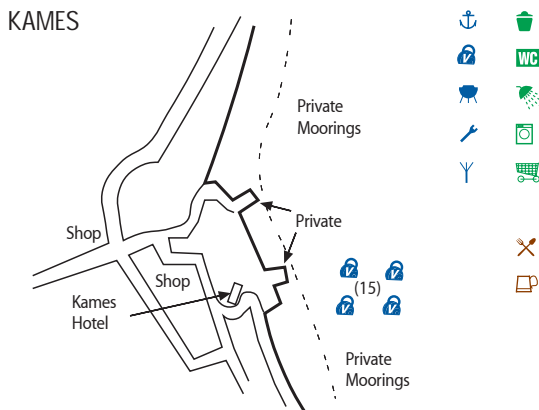 KAMES
WC
Private
Moorings
Private
Shop
Shop
Kames
Hotel
V
V
V
V
V
(15)
Private
Moorings